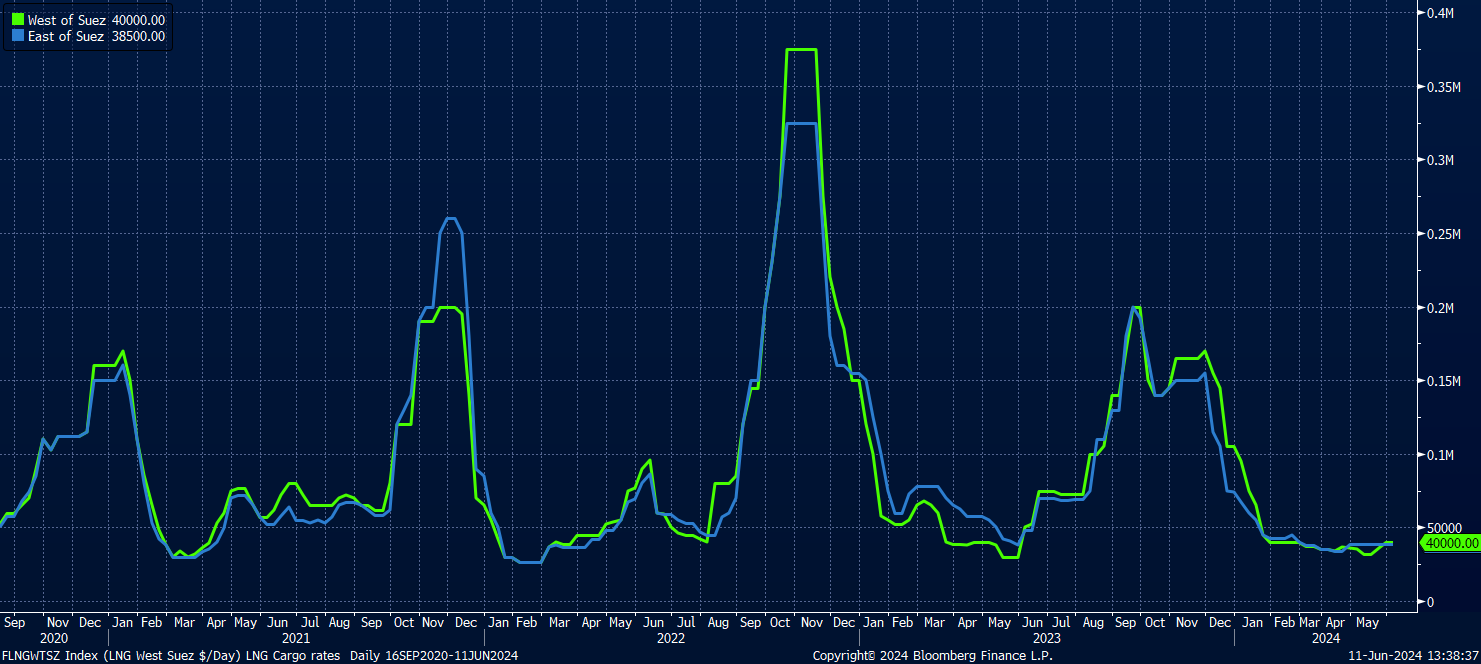 West of Suez 40000.00
East of Suez 38500.00
0.4M
0.35M
0.3M
0.25M
0.2M
0.15M
0.1M
50000
40000.00
0
Sep Nov Dec Jan Feb Mar Apr May Jun Jul Aug Sep Oct Nov Dec Jan Feb Mar Apr May Jun Jul Aug Sep Oct Nov Dec Jan Feb Mar Apr May Jun Jul Aug Sep Oct Nov Dec Jan Feb Mar Apr May
2020 2021 2022 2023 2024
FLNGWTSZ Index (LNG West Suez $/Day) LNG Cargo rates Daily 16SEP2020-11JUN2024 Copyright© 2024 Bloomberg Finance L.P. 11-Jun-2024 13:38:37